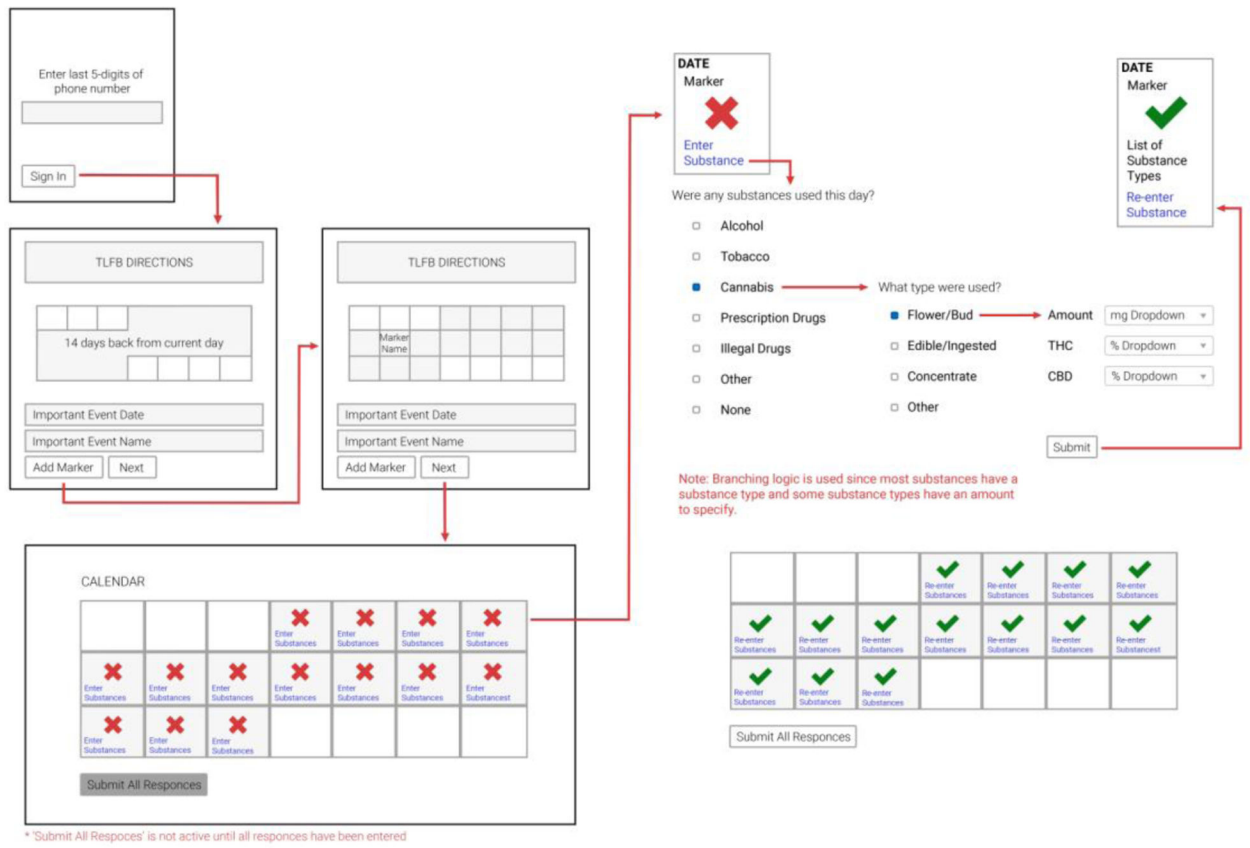 Enter last 5-digits of
phone number
Sign In
TLFB DIRECTIONS
14 days back from current day
Important Event Date
Important Event Name
Add Marker
Next
TLFB DIRECTIONS
Marker
Name
Important Event Date
Important Event Name
Add Marker
Next
CALENDAR
Enter
Substances
Enter
Substances
Enter
Substances
Enter
Substances
Enter
Substances
Enter
Substances
Enter
Substances
Enter
Substances
Enter
Substances
Enter
Substances
Enter
Substancest
Enter
Substances
Enter
Substances
Enter
Substances
Submit All Responces
* 'Submit All Respoces' is not active until all responces have been entered
DATE
Marker
Enter
Substance
Were any substances used this day?
Alcohol
Tobacco
Cannabis
Prescription Drugs
Illegal Drugs
Other
None
What type were used?
Flower/Bud
Edible/Ingested
Concentrate
Other
Amount
mg Dropdown
THC
% Dropdown
CBD
% Dropdown
Submit
DATE
Marker
List of
Substance
Types
Re-enter
Substance
Note: Branching logic is used since most substances have a
substance type and some substance types have an amount
to specify.
Re-enter
Substances
Re-enter
Substances
Re-enter
Substances
Re-enter
Substances
Re-enter
Substances
Re-enter
Substances
Re-enter
Substances
Re-enter
Substances
Re-enter
Substances
Re-enter
Substances
Re-enter
Substancest
Re-enter
Substances
Re-enter
Substances
Re-enter
Substances
Submit All Responces